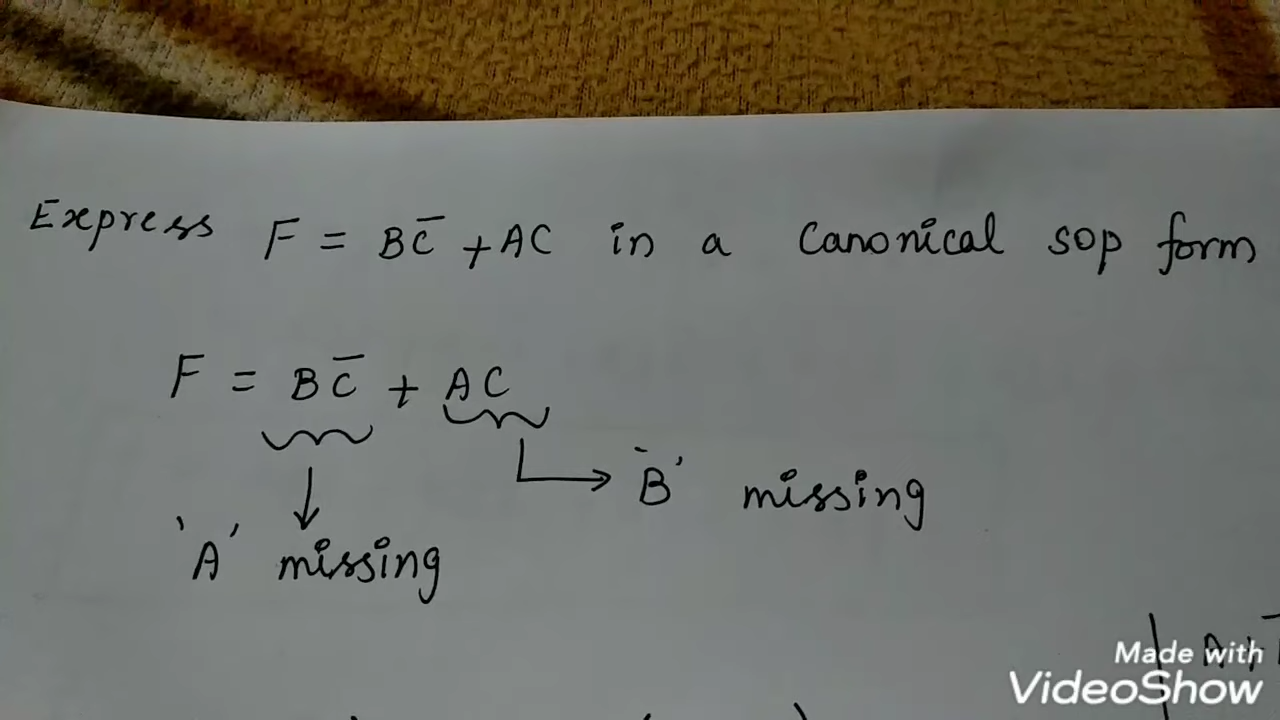 Express F = BC̅ + AC in a Canonical SOP form
F = BC̅ + AC
'B' missing
'A' missing
Made with
VideoShow